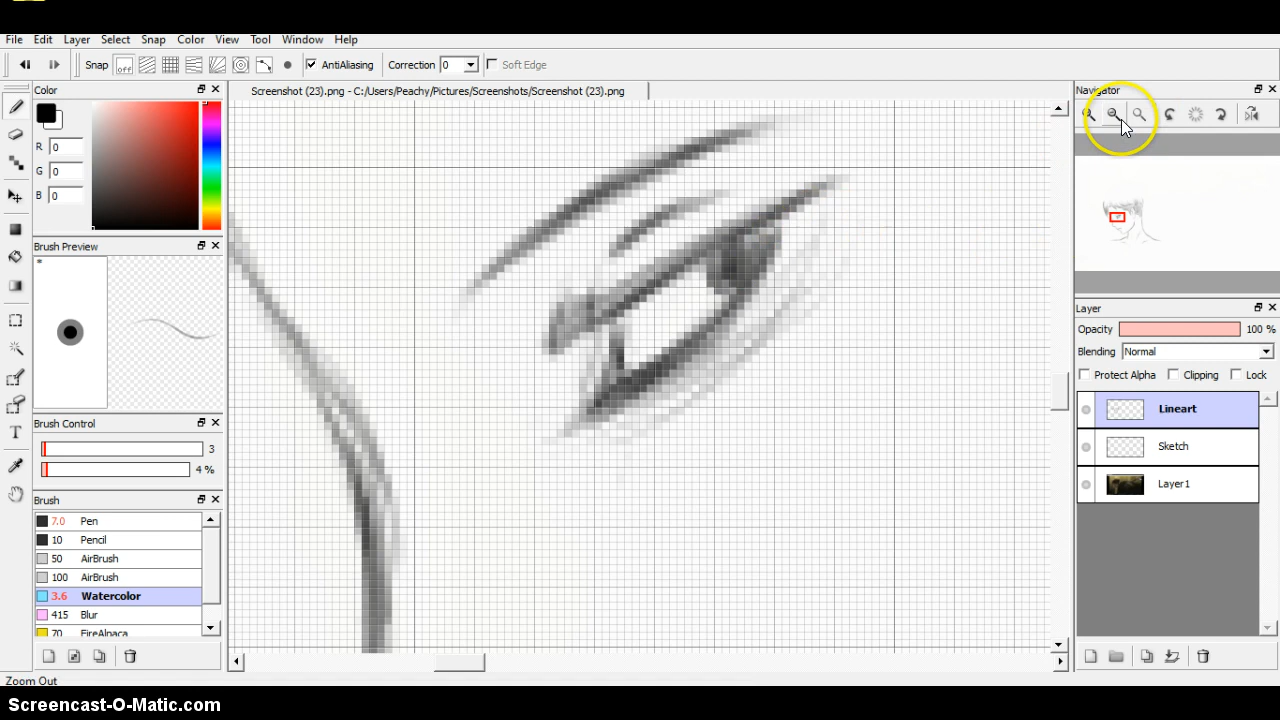 File Edit Layer Select Snap Color View Tool Window Help
Snap off AntiAliasing Correction 0 Soft Edge
Color
Screenshot (23).png - C:/Users/Peachy/Pictures/Screenshots/Screenshot (23).png
Navigator
R 0
G 0
B 0
Brush Preview
*
Layer
Opacity 100 %
Blending Normal
Protect Alpha Clipping Lock
Lineart
Sketch
Layer1
Brush Control
3
4 %
Brush
7.0 Pen
10 Pencil
50 AirBrush
100 AirBrush
3.6 Watercolor
415 Blur
70 FireAlpaca
Zoom Out
Screencast-O-Matic.com